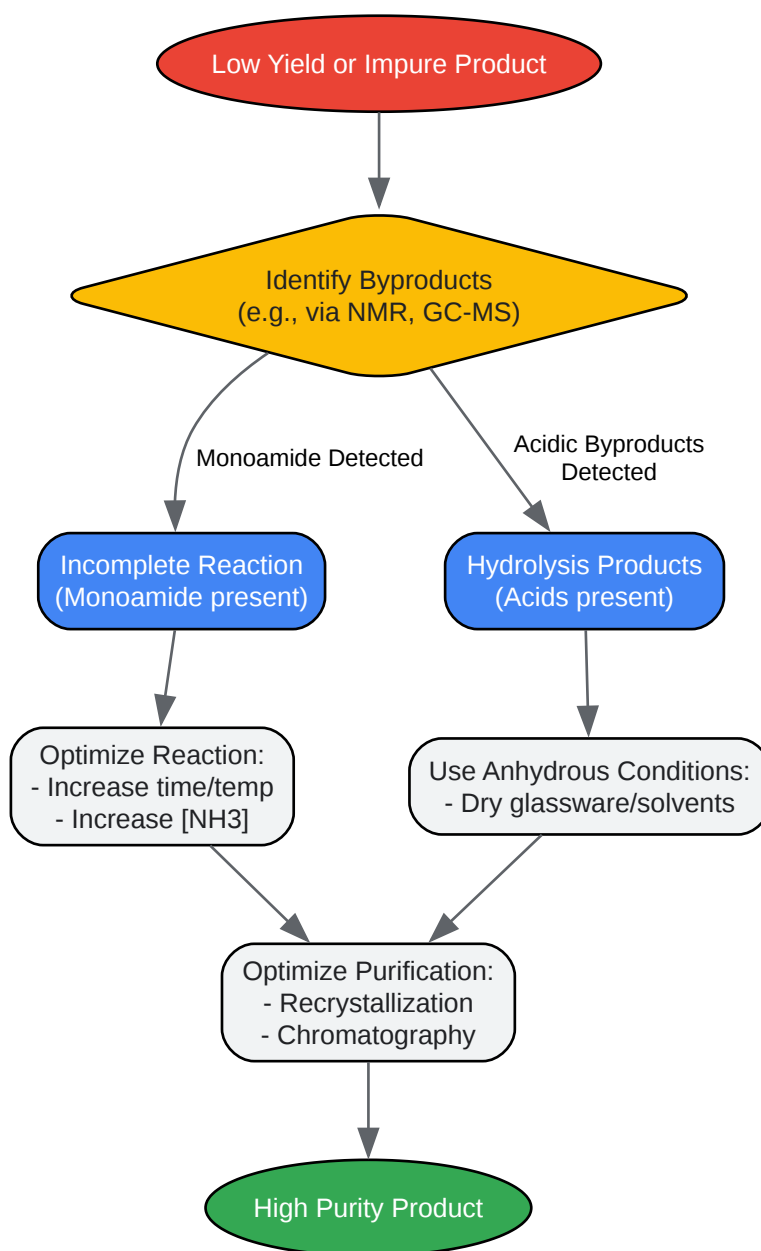 Low Yield or Impure Product
Identify Byproducts
(e.g., via NMR, GC-MS)
Monoamide Detected
Acidic Byproducts
Detected
Incomplete Reaction
(Monoamide present)
Hydrolysis Products
(Acids present)
Optimize Reaction:
- Increase time/temp
- Increase [NH3]
Use Anhydrous Conditions:
- Dry glassware/solvents
Optimize Purification:
- Recrystallization
- Chromatography
High Purity Product